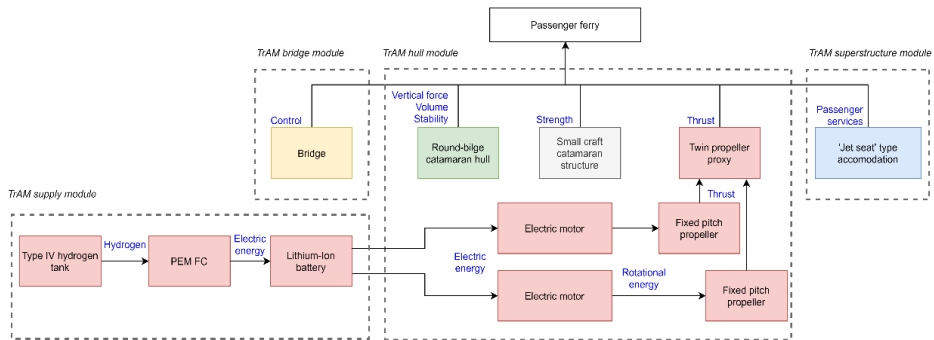 Passenger ferry
TrAM bridge module
TrAM hull module
TrAM superstructure module
Control
Bridge
Vertical force
Volume
Stability
Round-bilge
catamaran hull
Strength
Small craft
catamaran
structure
Thrust
Twin propeller
proxy
Passenger
services
'Jet seat' type
accomodation
TrAM supply module
Type IV hydrogen
tank
Hydrogen
PEM FC
Electric
energy
Lithium-Ion
battery
Electric
energy
Electric motor
Thrust
Fixed pitch
propeller
Electric motor
Rotational
energy
Fixed pitch
propeller